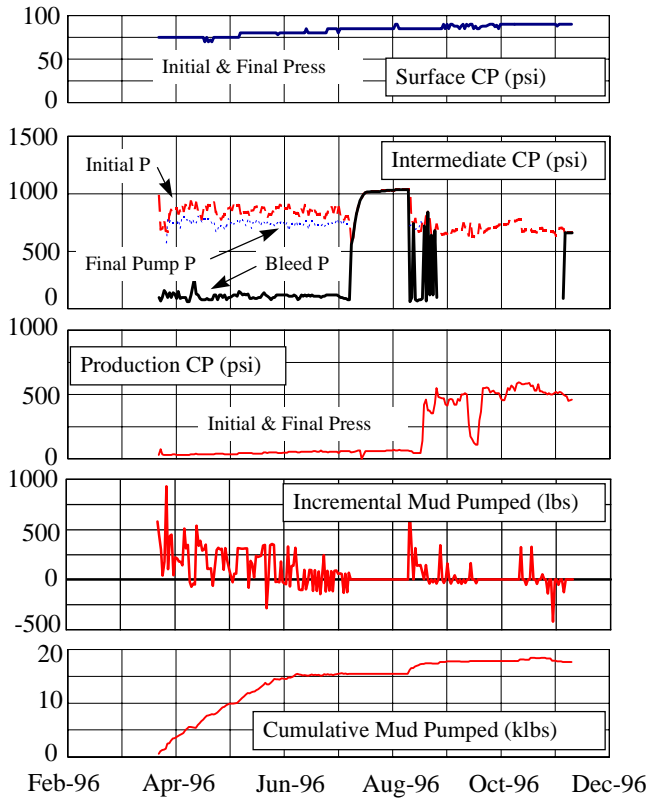 100
50
0
Initial & Final Press
Surface CP (psi)
1500
1000
500
0
Initial P
Intermediate CP (psi)
Final Pump P
Bleed P
1000
500
0
Production CP (psi)
Initial & Final Press
1000
500
0
-500
Incremental Mud Pumped (lbs)
20
10
0
Cumulative Mud Pumped (klbs)
Feb-96 Apr-96 Jun-96 Aug-96 Oct-96 Dec-96